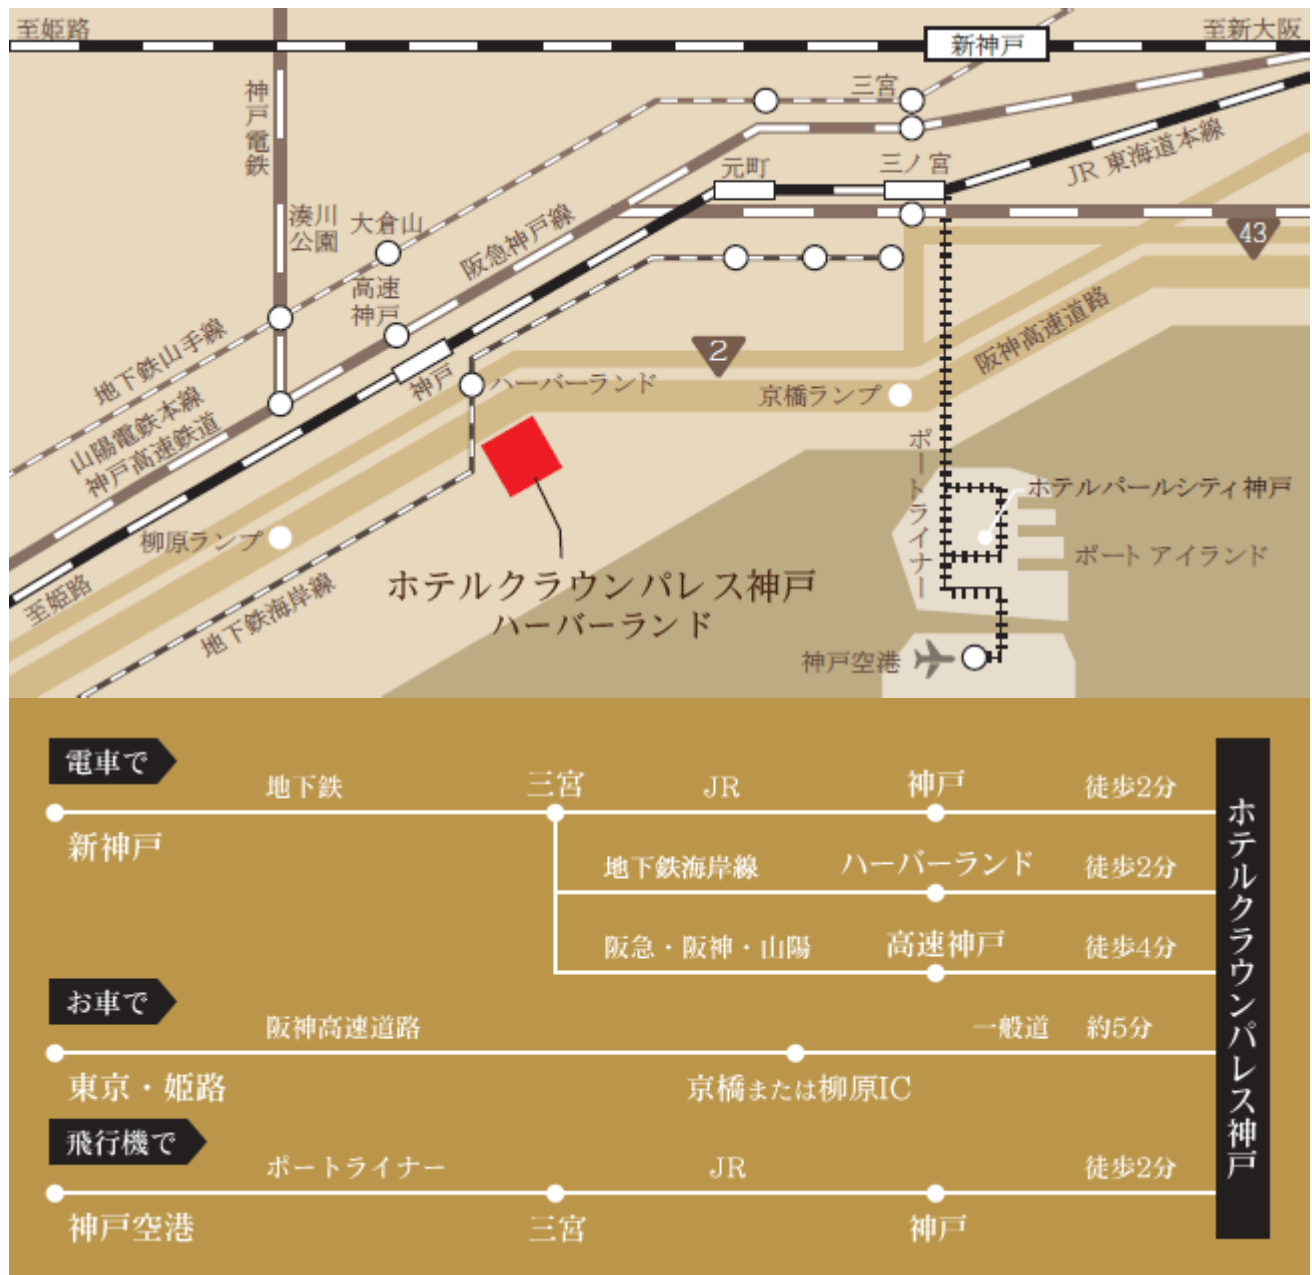 至姫路
新神戸
至新大阪
神戸電鉄
三宮
元町
三ノ宮
JR 東海道本線
湊川
公園
大倉山
阪急神戸線
43
高速
神戸
地下鉄山手線
神戸
ハーバーランド
2
京橋ランプ
阪神高速道路
山陽電鉄本線
神戸高速鉄道
ポートライナー
ホテルパールシティ神戸
柳原ランプ
ポートアイランド
至姫路
地下鉄海岸線
ホテルクラウンパレス神戸
ハーバーランド
神戸空港
電車で
地下鉄
三宮
JR
神戸
徒歩2分
新神戸
地下鉄海岸線
ハーバーランド
徒歩2分
阪急・阪神・山陽
高速神戸
徒歩4分
お車で
阪神高速道路
一般道
約5分
東京・姫路
京橋または柳原IC
飛行機で
ポートライナー
JR
徒歩2分
神戸空港
三宮
神戸
ホテルクラウンパレス神戸